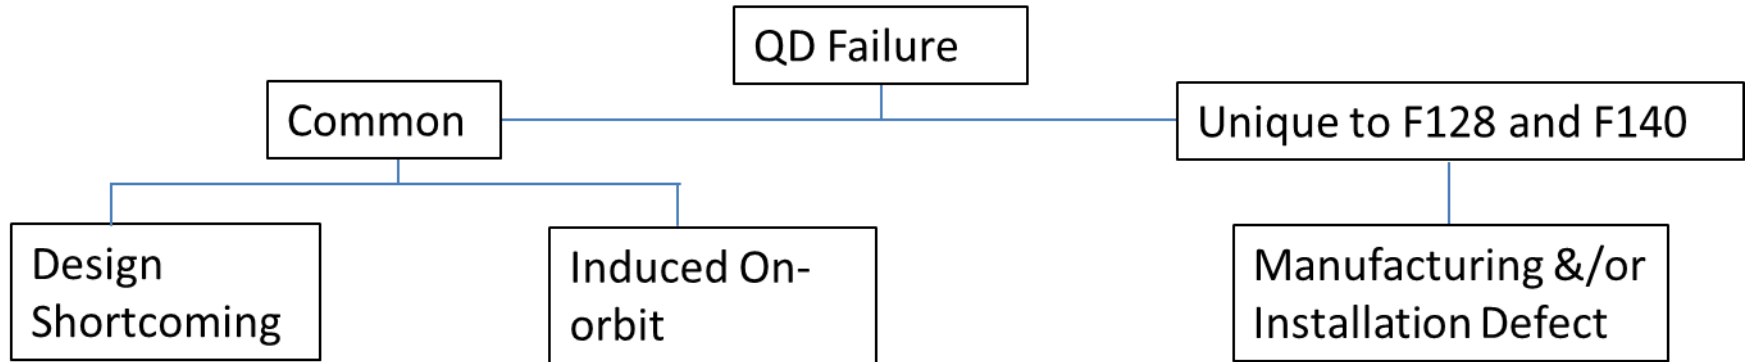 QD Failure
Common
Unique to F128 and F140
Design
Shortcoming
Induced On-
orbit
Manufacturing &/or
Installation Defect